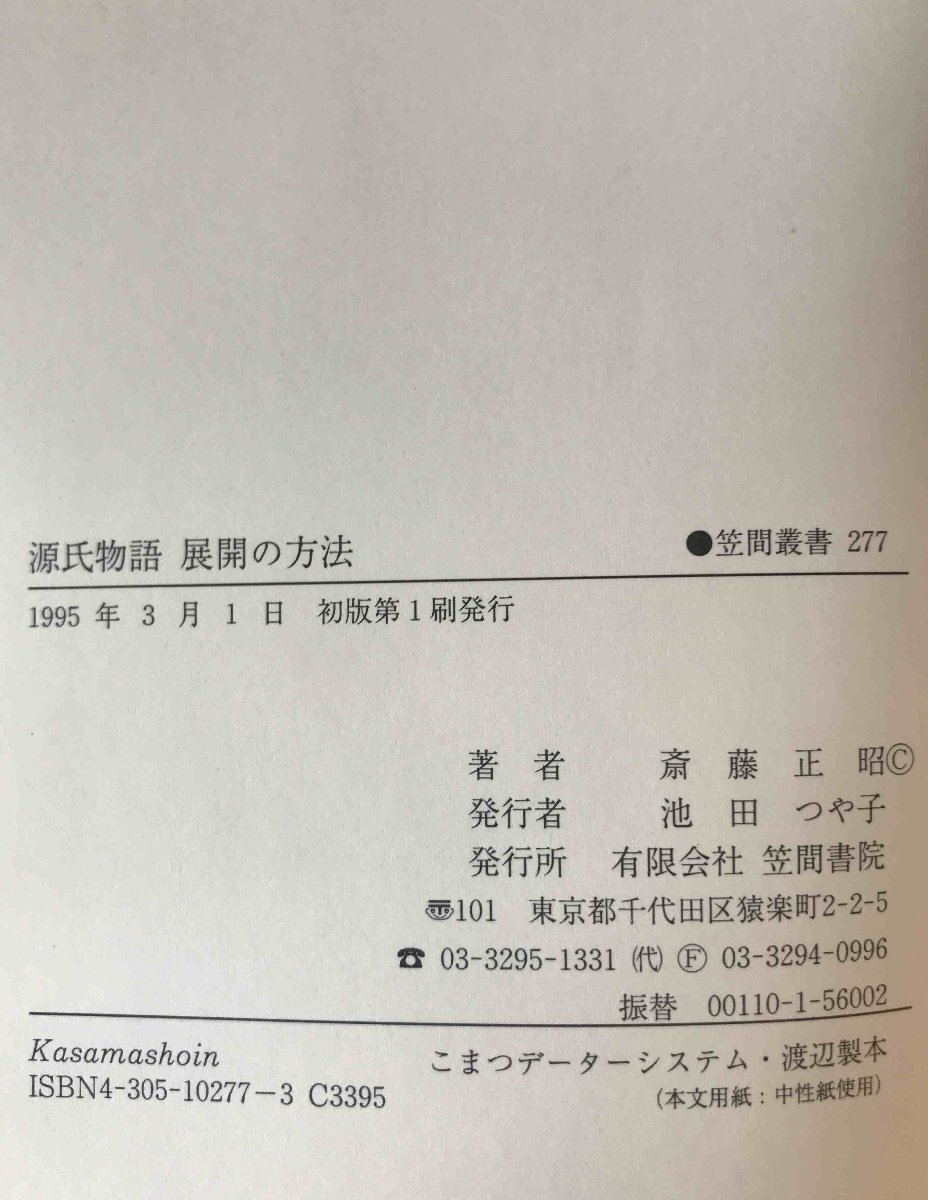 源氏物語 展開の方法 ●笠間叢書 277
1995 年 3 月 1 日 初版第1刷発行
著 者 斎 藤 正 昭©
発行者 池 田 つや子
発行所 有限会社 笠間書院
〠101 東京都千代田区猿楽町2-2-5
☎ 03-3295-1331 ㈹ Ⓕ 03-3294-0996
振替 00110-1-56002
Kasamashoin こまつデーターシステム・渡辺製本
ISBN4-305-10277-3 C3395 (本文用紙:中性紙使用)